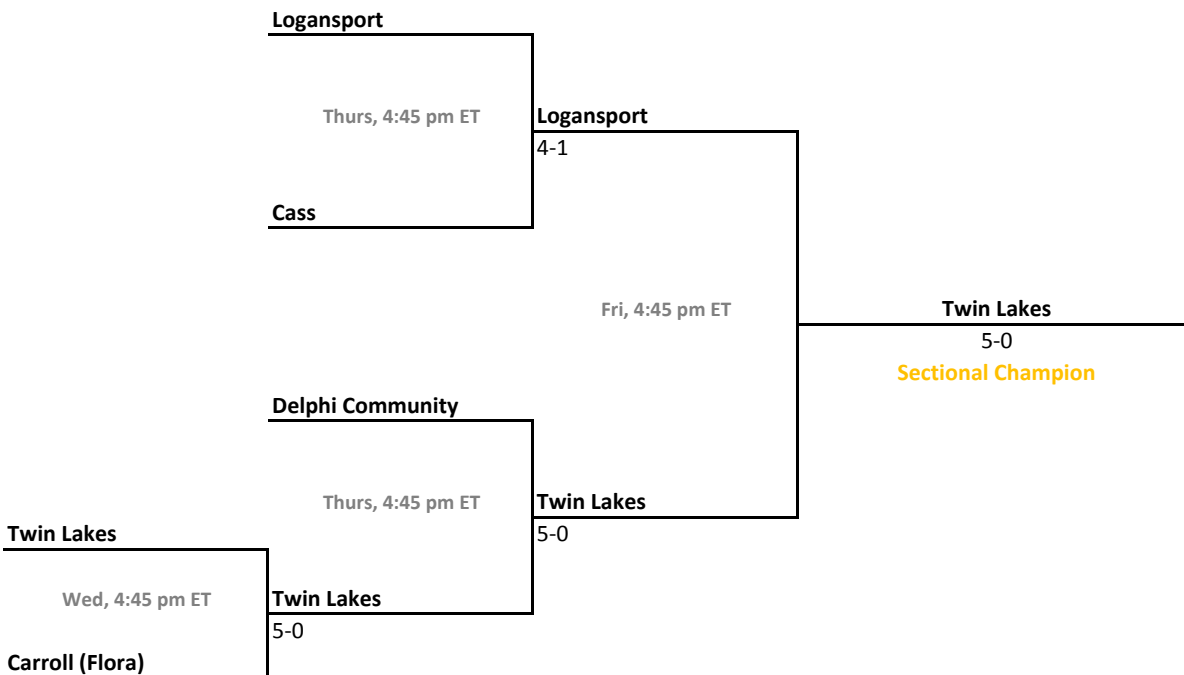 Logansport
Thurs, 4:45 pm ET
Logansport
4-1
Cass
Fri, 4:45 pm ET
Twin Lakes
5-0
Sectional Champion
Delphi Community
Thurs, 4:45 pm ET
Twin Lakes
5-0
Twin Lakes
Wed, 4:45 pm ET
Twin Lakes
5-0
Carroll (Flora)